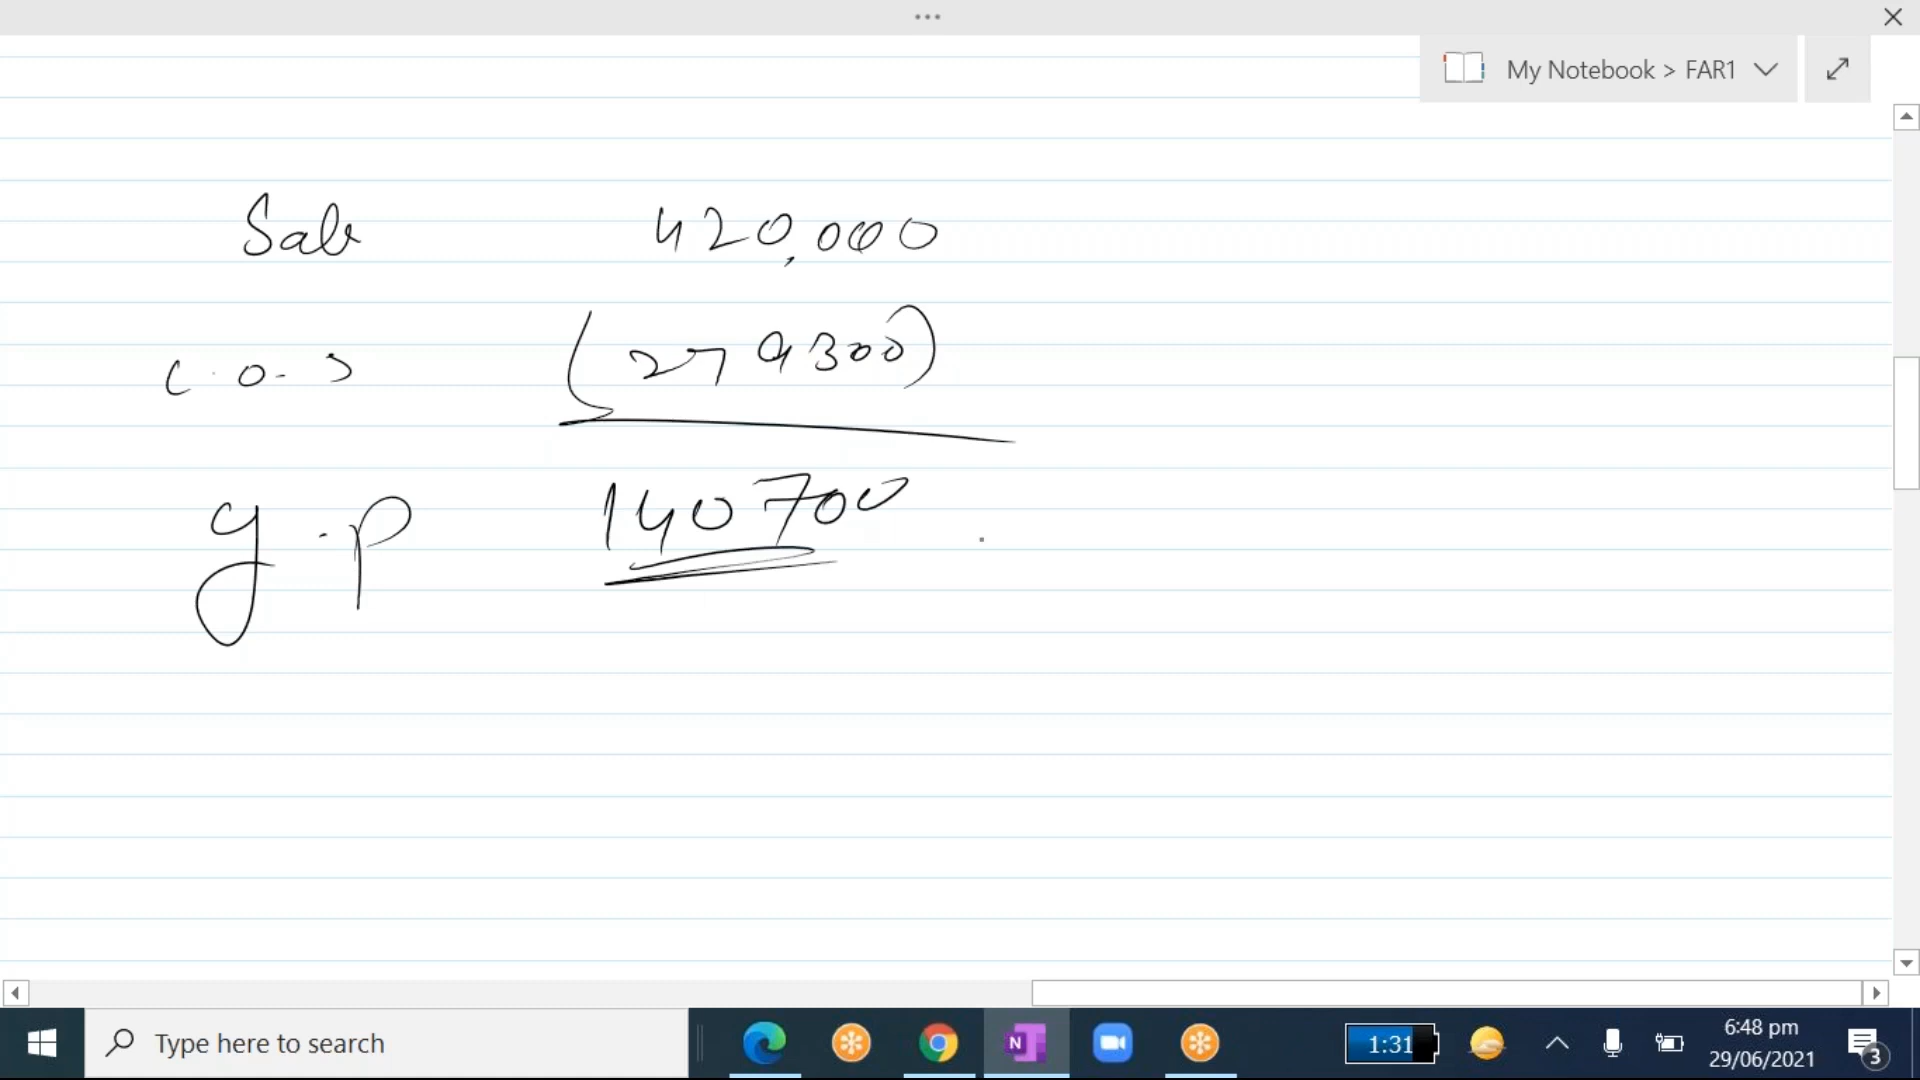 My Notebook > FAR1
Sale 420,000
C.O.S (279300)
g.p 140700
Type here to search
N
1:31
6:48 pm
29/06/2021
3